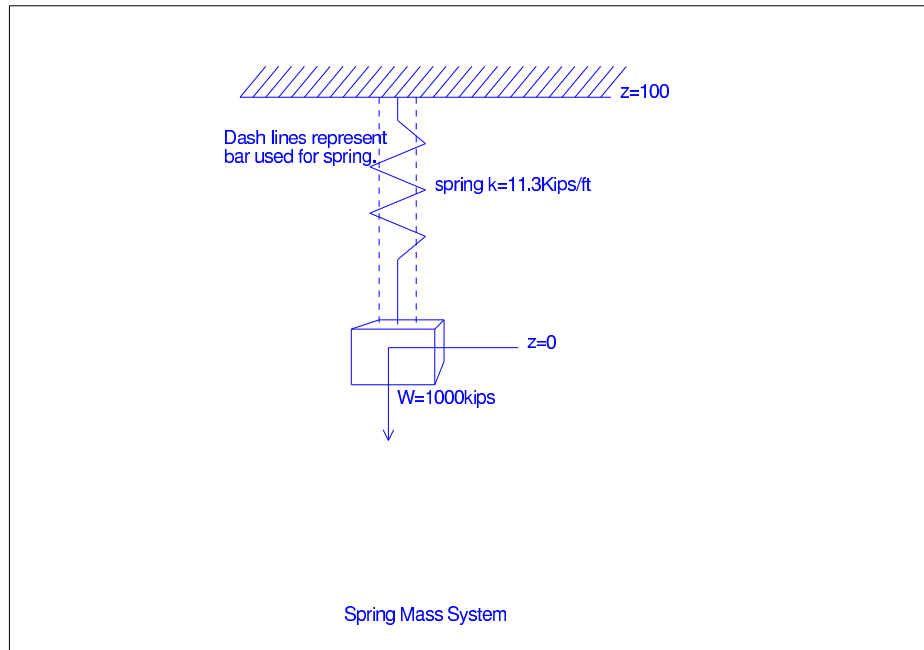 z=100
Dash lines represent
bar used for spring.
spring k=11.3Kips/ft
z=0
W=1000kips
Spring Mass System